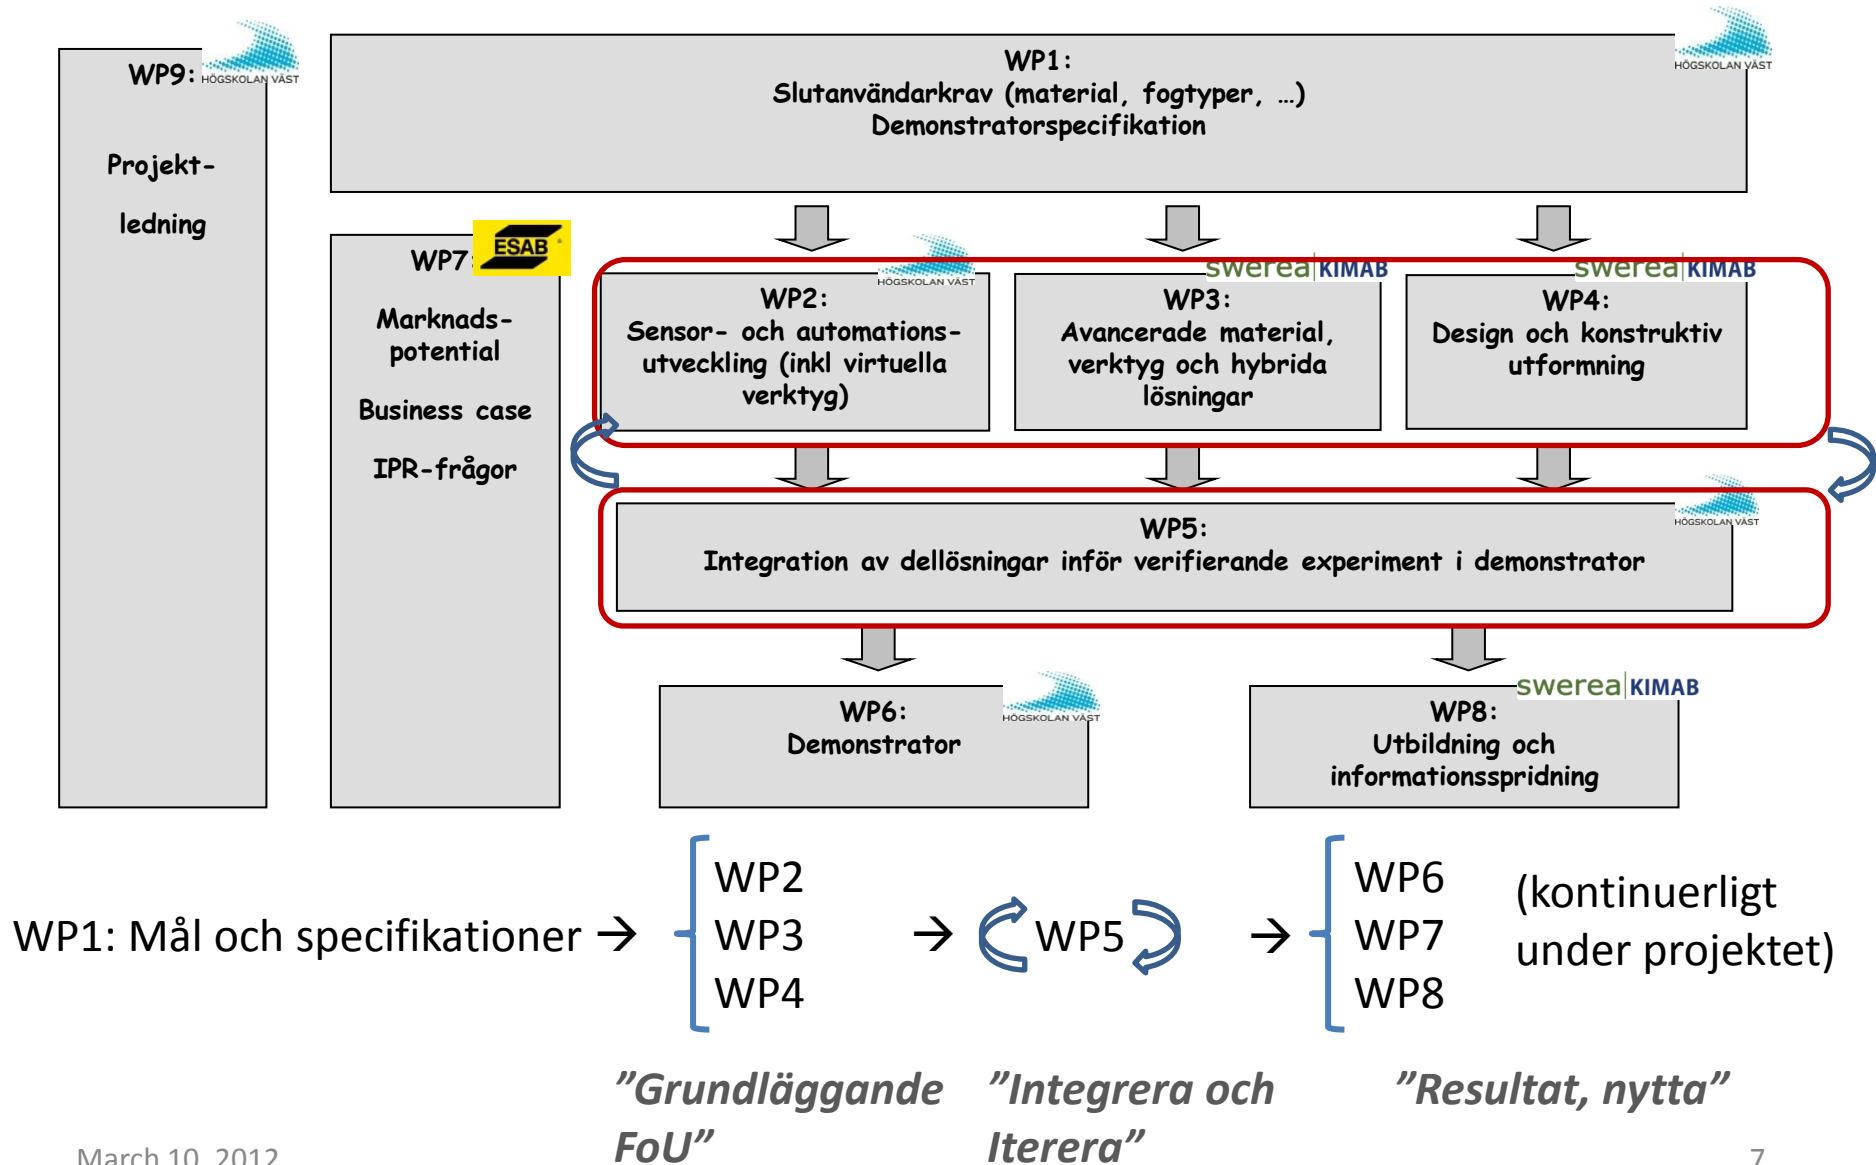 WP9:
HÖGSKOLAN VÄST
Projekt-
ledning
WP1:
HÖGSKOLAN VÄST
Slutanvändarkrav (material, fogtyper, …)
Demonstratorspecifikation
WP7:
ESAB
Marknads-
potential
Business case
IPR-frågor
HÖGSKOLAN VÄST
WP2:
Sensor- och automations-
utveckling (inkl virtuella
verktyg)
swerea KIMAB
WP3:
Avancerade material,
verktyg och hybrida
lösningar
swerea KIMAB
WP4:
Design och konstruktiv
utformning
HÖGSKOLAN VÄST
WP5:
Integration av dellösningar inför verifierande experiment i demonstrator
WP6:
HÖGSKOLAN VÄST
Demonstrator
swerea KIMAB
WP8:
Utbildning och
informationsspridning
WP1: Mål och specifikationer →
WP2
WP3
WP4
→
WP5
→
WP6
WP7
WP8
(kontinuerligt
under projektet)
”Grundläggande
FoU”
”Integrera och
Iterera”
”Resultat, nytta”
March 10, 2012
7